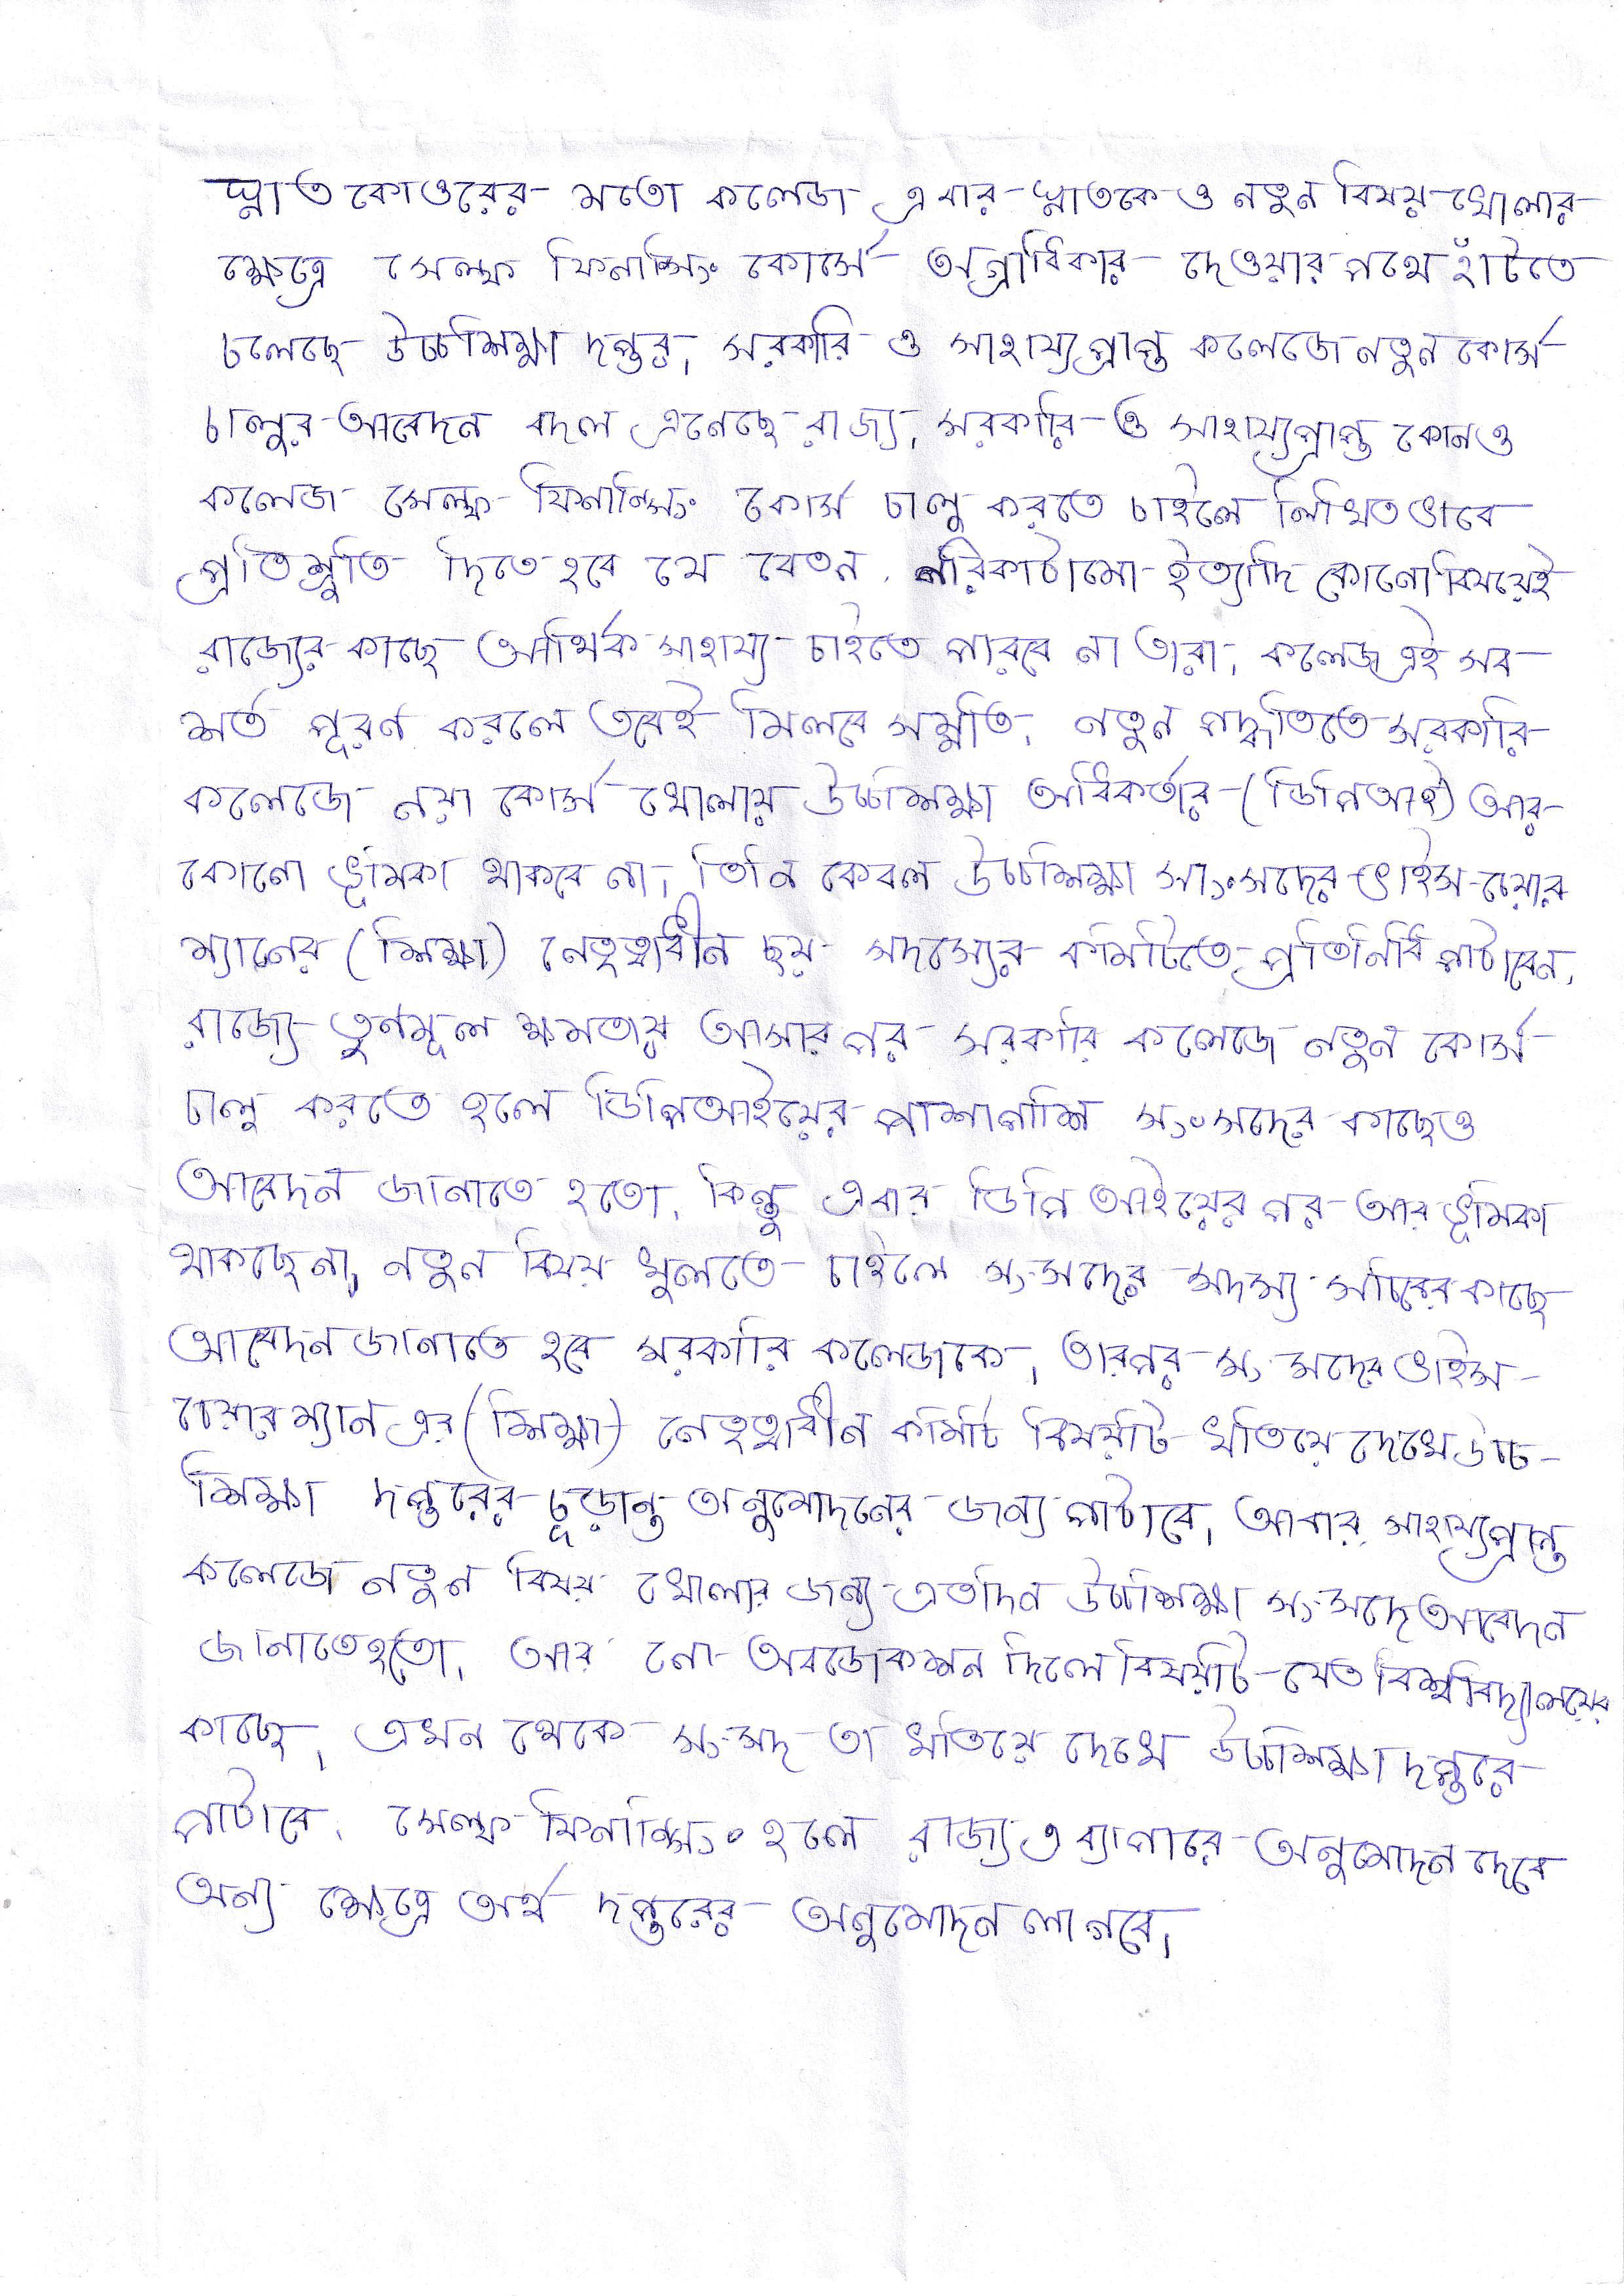 স্নাতকোত্তরের মতো কলেজে এবার স্নাতকেও নতুন বিষয় খোলার
ক্ষেত্রে সেল্ফ ফিনান্সিং কোর্সে অগ্রাধিকার দেওয়ার পথে হাঁটতে
চলেছে উচ্চশিক্ষা দপ্তর। সরকারি ও সাহায্যপ্রাপ্ত কলেজে নতুন কোর্স
চালুর আবেদন বদল এনেছে রাজ্য। সরকারি ও সাহায্যপ্রাপ্ত কোনও
কলেজ সেল্ফ ফিনান্সিং কোর্স চালু করতে চাইলে লিখিতভাবে
প্রতিশ্রুতি দিতে হবে যে বেতন, পরিকাঠামো ইত্যাদি কোনো বিষয়েই
রাজ্যের কাছে আর্থিক সাহায্য চাইতে পারবে না তারা। কলেজ এই সব
শর্ত পূরণ করলে তবেই মিলবে সম্মতি। নতুন পদ্ধতিতে সরকারি
কলেজে নয়া কোর্স খোলায় উচ্চশিক্ষা অধিকর্তার (ডিপিআই) আর
কোনো ভূমিকা থাকবে না। তিনি কেবল উচ্চশিক্ষা সাংসদের ভাইস-চেয়ার
ম্যানের (শিক্ষা) নেতৃত্বাধীন ছয় সদস্যের কমিটিতে প্রতিনিধি পাঠাবেন।
রাজ্যে তৃণমূল ক্ষমতায় আসার পর সরকারি কলেজে নতুন কোর্স
চালু করতে হলে ডিপিআইয়ের পাশাপাশি সংসদের কাছেও
আবেদন জানাতে হতো। কিন্তু এবার ডিপি আইয়ের পর আর ভূমিকা
থাকছে না। নতুন বিষয় খুলতে চাইলে সংসদের সদস্য সচিবের কাছে
আবেদন জানাতে হবে সরকারি কলেজকে। তারপর সংসদের ভাইস-
চেয়ারম্যান এর (শিক্ষা) নেতৃত্বাধীন কমিটি বিষয়টি খতিয়ে দেখে উচ্চ-
শিক্ষা দপ্তরের চূড়ান্ত অনুমোদনের জন্য পাঠাবে। আবার সাহায্যপ্রাপ্ত
কলেজে নতুন বিষয় খোলার জন্য এতদিন উচ্চশিক্ষা সংসদে আবেদন
জানাতে হতো। আর নো অবজেকশন দিলে বিষয়টি যেত বিশ্ববিদ্যালয়ের
কাছে। এখন থেকে সংসদ তা খতিয়ে দেখে উচ্চশিক্ষা দপ্তরে
পাঠাবে। সেল্ফ ফিনান্সিং হলে রাজ্য এ ব্যাপারে অনুমোদন দেবে
অন্য ক্ষেত্রে অর্থ দপ্তরের অনুমোদন লাগবে।